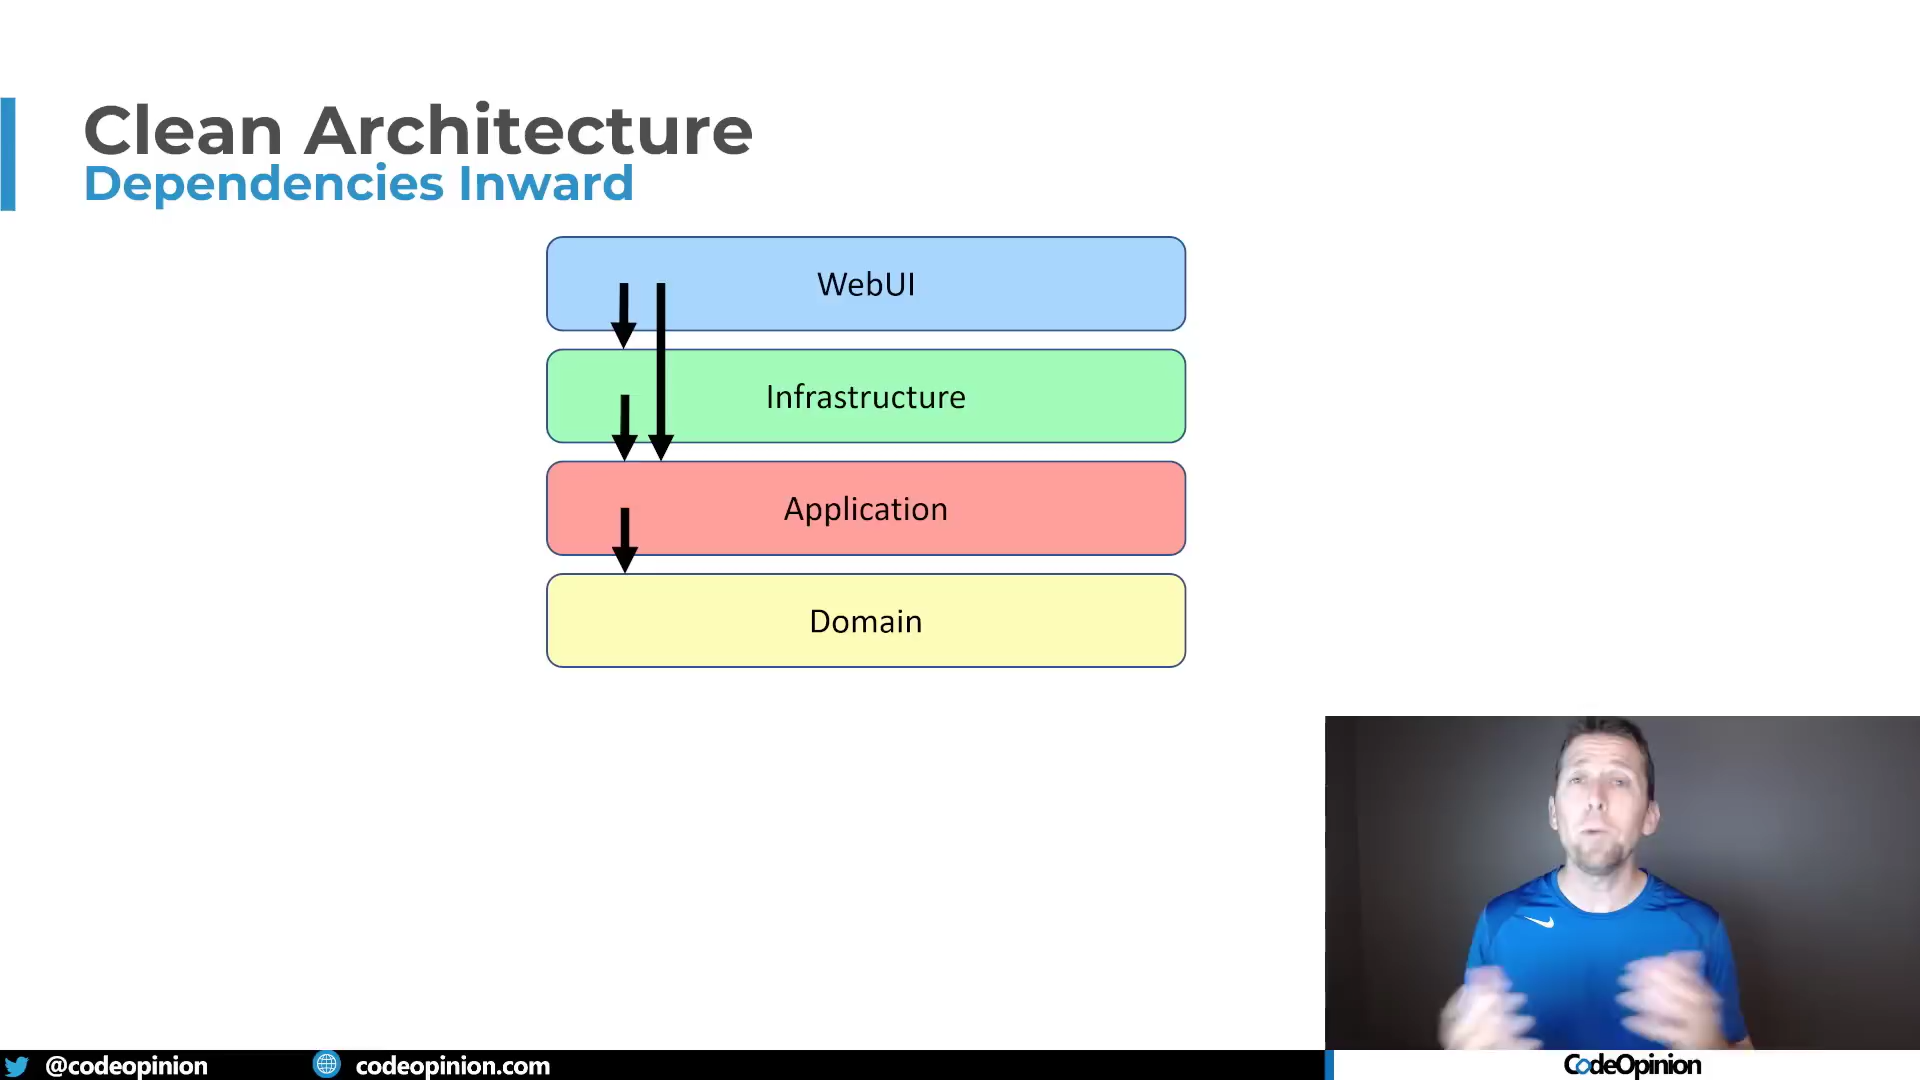 Clean Architecture
Dependencies Inward
WebUI
Infrastructure
Application
Domain
@codeopinion
codeopinion.com
CodeOpinion